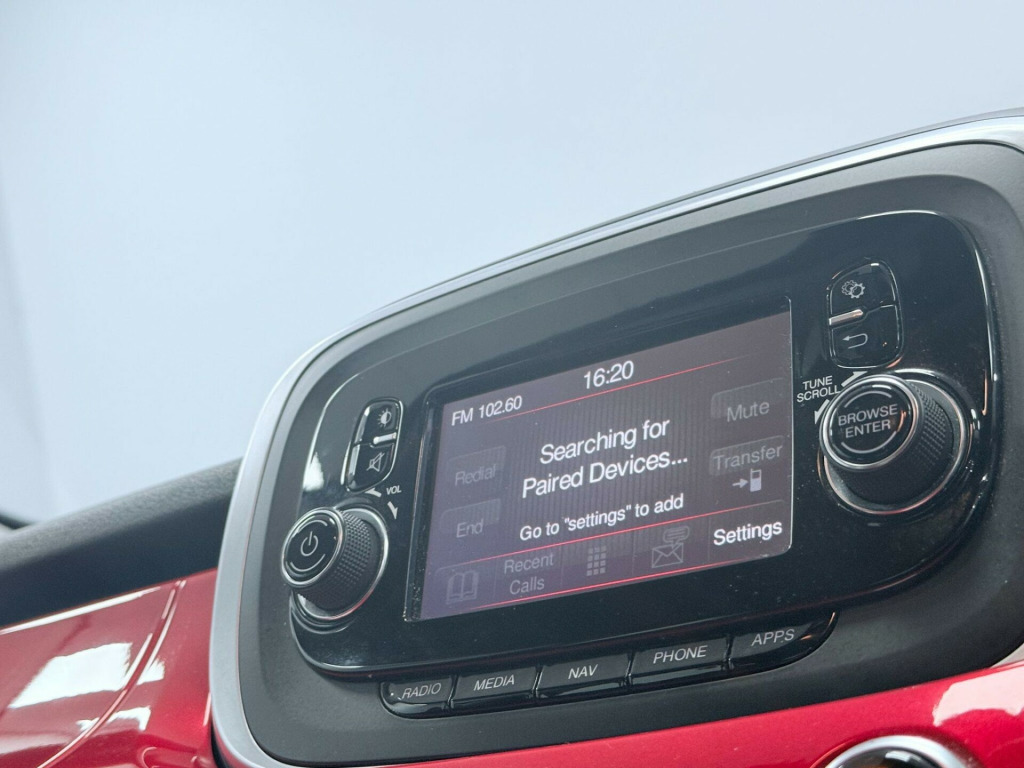 16:20
FM 102.60
Searching for
Paired Devices...
Go to "settings" to add
Redial
End
Mute
Transfer
Recent
Calls
Settings
VOL
TUNE
SCROLL
BROWSE
ENTER
RADIO
MEDIA
NAV
PHONE
APPS